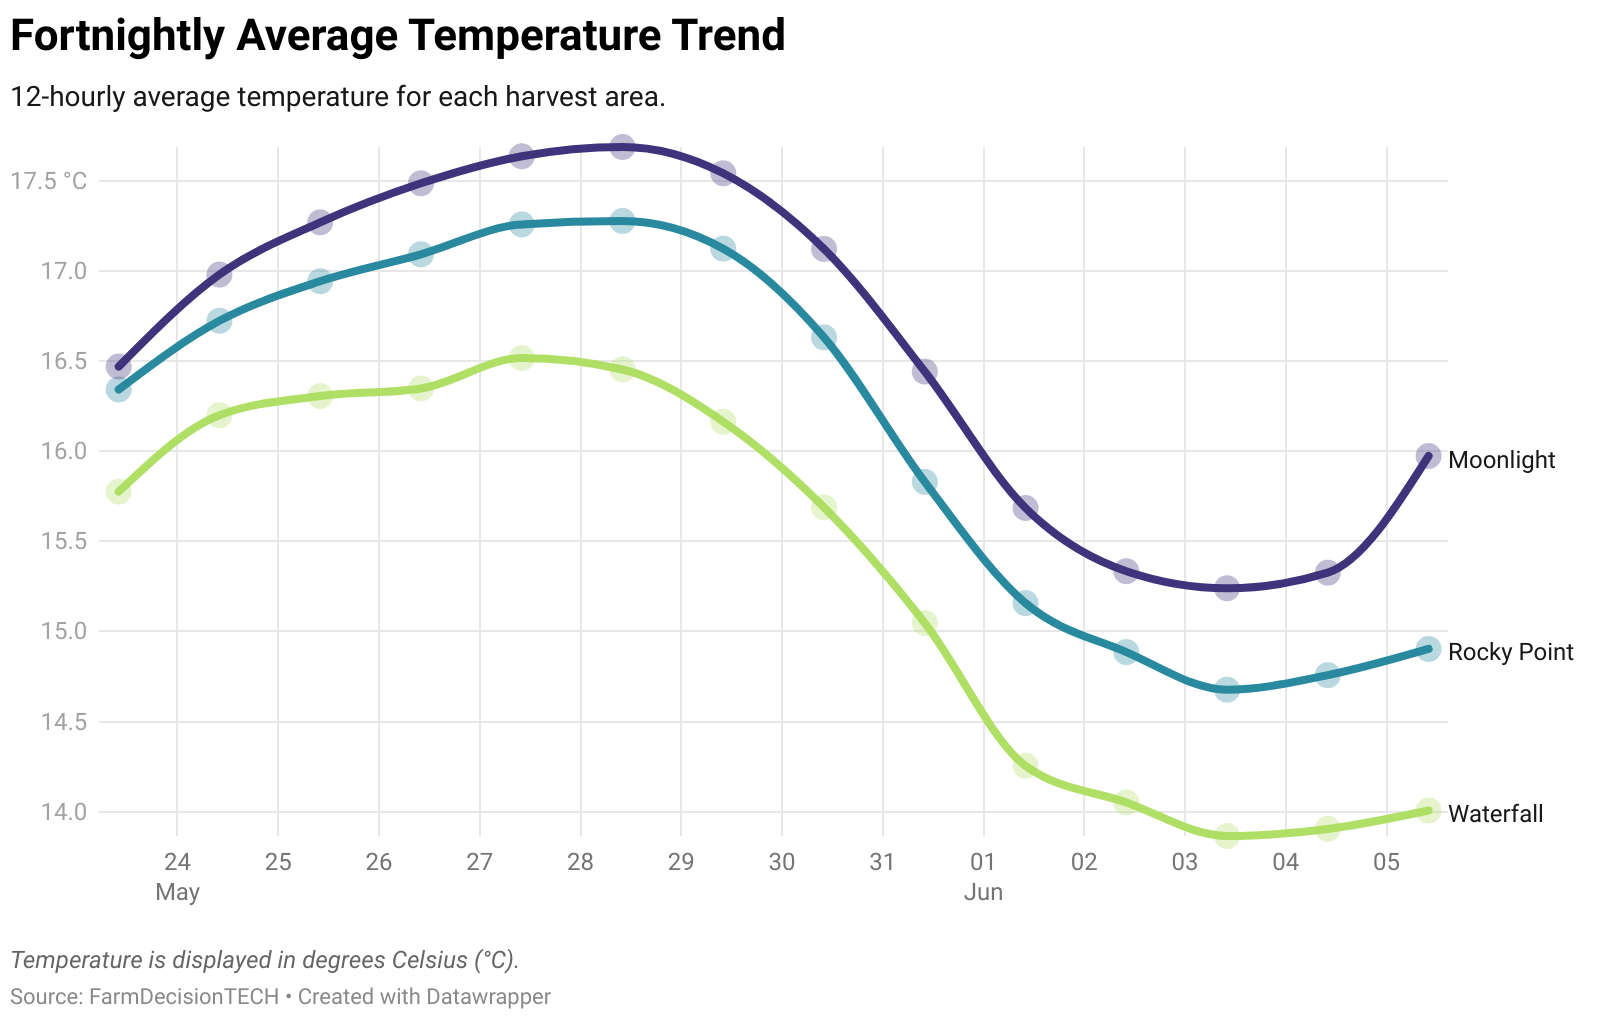 Fortnightly Average Temperature Trend
12-hourly average temperature for each harvest area.
17.5 °C
17.0
16.5
16.0
15.5
15.0
14.5
14.0
Moonlight
Rocky Point
Waterfall
24 25 26 27 28 29 30 31 01 02 03 04 05
May Jun
Temperature is displayed in degrees Celsius (°C).
Source: FarmDecisionTECH • Created with Datawrapper